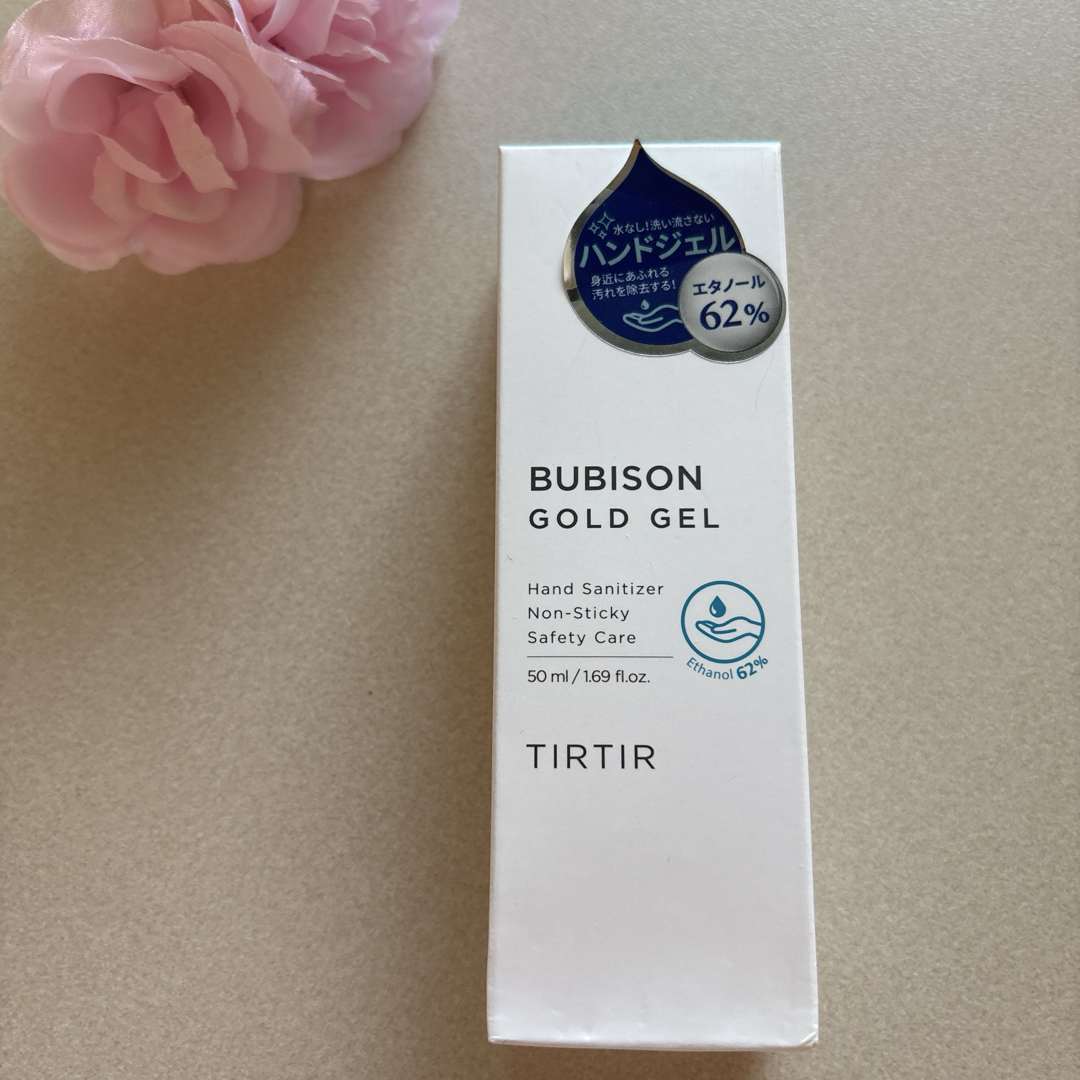 水なし!洗い流さない
ハンドジェル
身近にあふれる
汚れを除去する!
エタノール
62%
BUBISON
GOLD GEL
Hand Sanitizer
Non-Sticky
Safety Care
50 ml / 1.69 fl.oz.
Ethanol 62%
TIRTIR